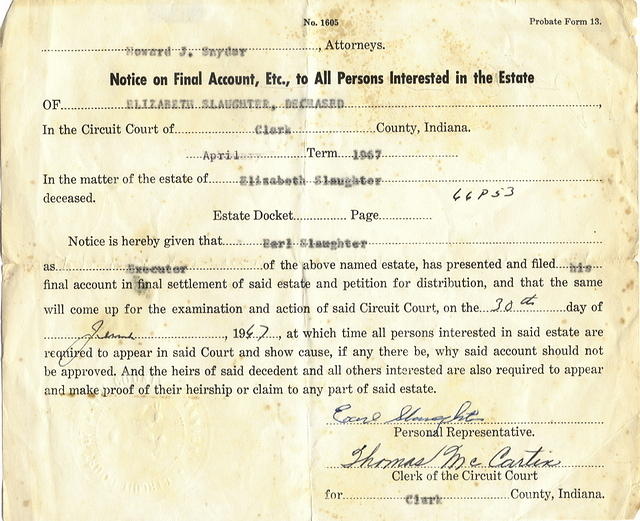 No. 1605 Probate Form 13.
Howard J. Snyder, Attorneys.
Notice on Final Account, Etc., to All Persons Interested in the Estate
OF ELIZABETH SLAUGHTER, DECEASED,
In the Circuit Court of Clark County, Indiana.
April Term 1967
In the matter of the estate of Elizabeth Slaughter
deceased. 66P53
Estate Docket Page
Notice is hereby given that Earl Slaughter
as Executor of the above named estate, has presented and filed his
final account in final settlement of said estate and petition for distribution, and that the same
will come up for the examination and action of said Circuit Court, on the 30th day of
June, 1967, at which time all persons interested in said estate are
required to appear in said Court and show cause, if any there be, why said account should not
be approved. And the heirs of said decedent and all others interested are also required to appear
and make proof of their heirship or claim to any part of said estate.
Earl Slaughter
Personal Representative.
Thomas McCartin
Clerk of the Circuit Court
for Clark County, Indiana.